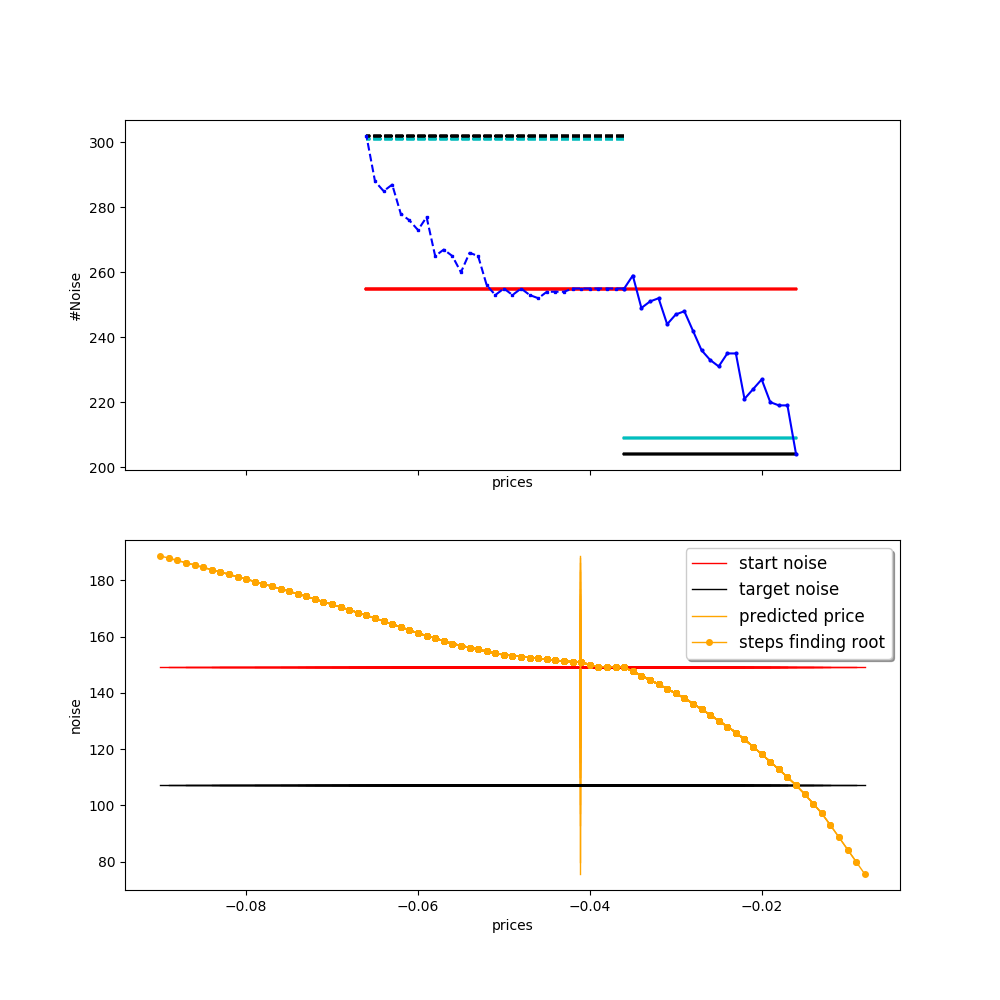 300
280
260
240
220
200
#Noise
prices
180
160
140
120
100
80
noise
start noise
target noise
predicted price
steps finding root
−0.08
−0.06
−0.04
−0.02
prices